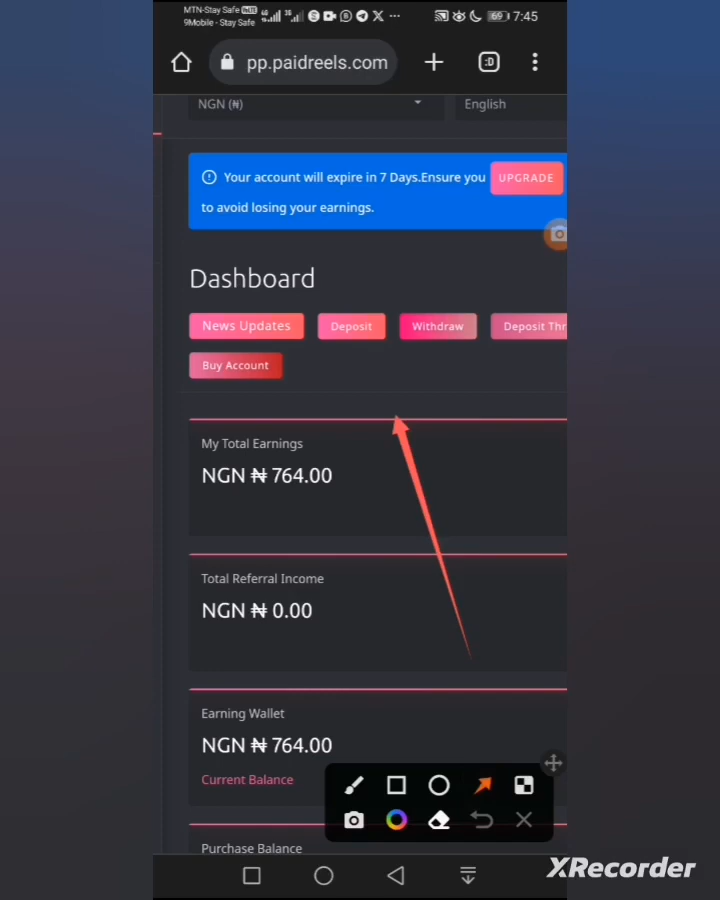 MTN-Stay Safe VoLTE
9Mobile - Stay Safe
69
7:45
:D
pp.paidreels.com
NGN (₦)
English
Your account will expire in 7 Days.Ensure you UPGRADE
to avoid losing your earnings.
Dashboard
News Updates
Deposit
Withdraw
Deposit Thr
Buy Account
My Total Earnings
NGN ₦ 764.00
Total Referral Income
NGN ₦ 0.00
Earning Wallet
NGN ₦ 764.00
Current Balance
Purchase Balance
XRecorder